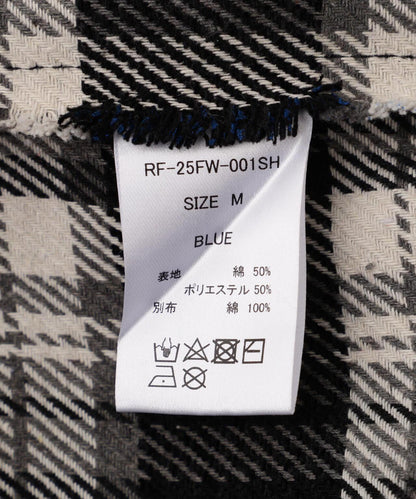 RF-25FW-001SH
SIZE M
BLUE
表地 綿 50%
ポリエステル 50%
別布 綿 100%